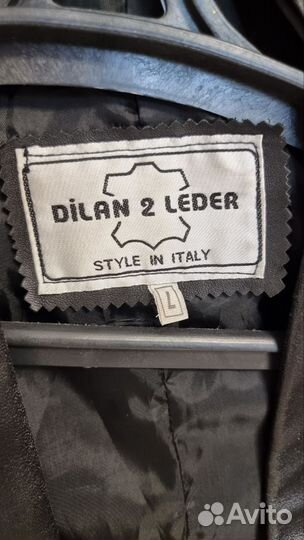 DiLAN 2 LEDER
STYLE IN ITALY
L
Avito